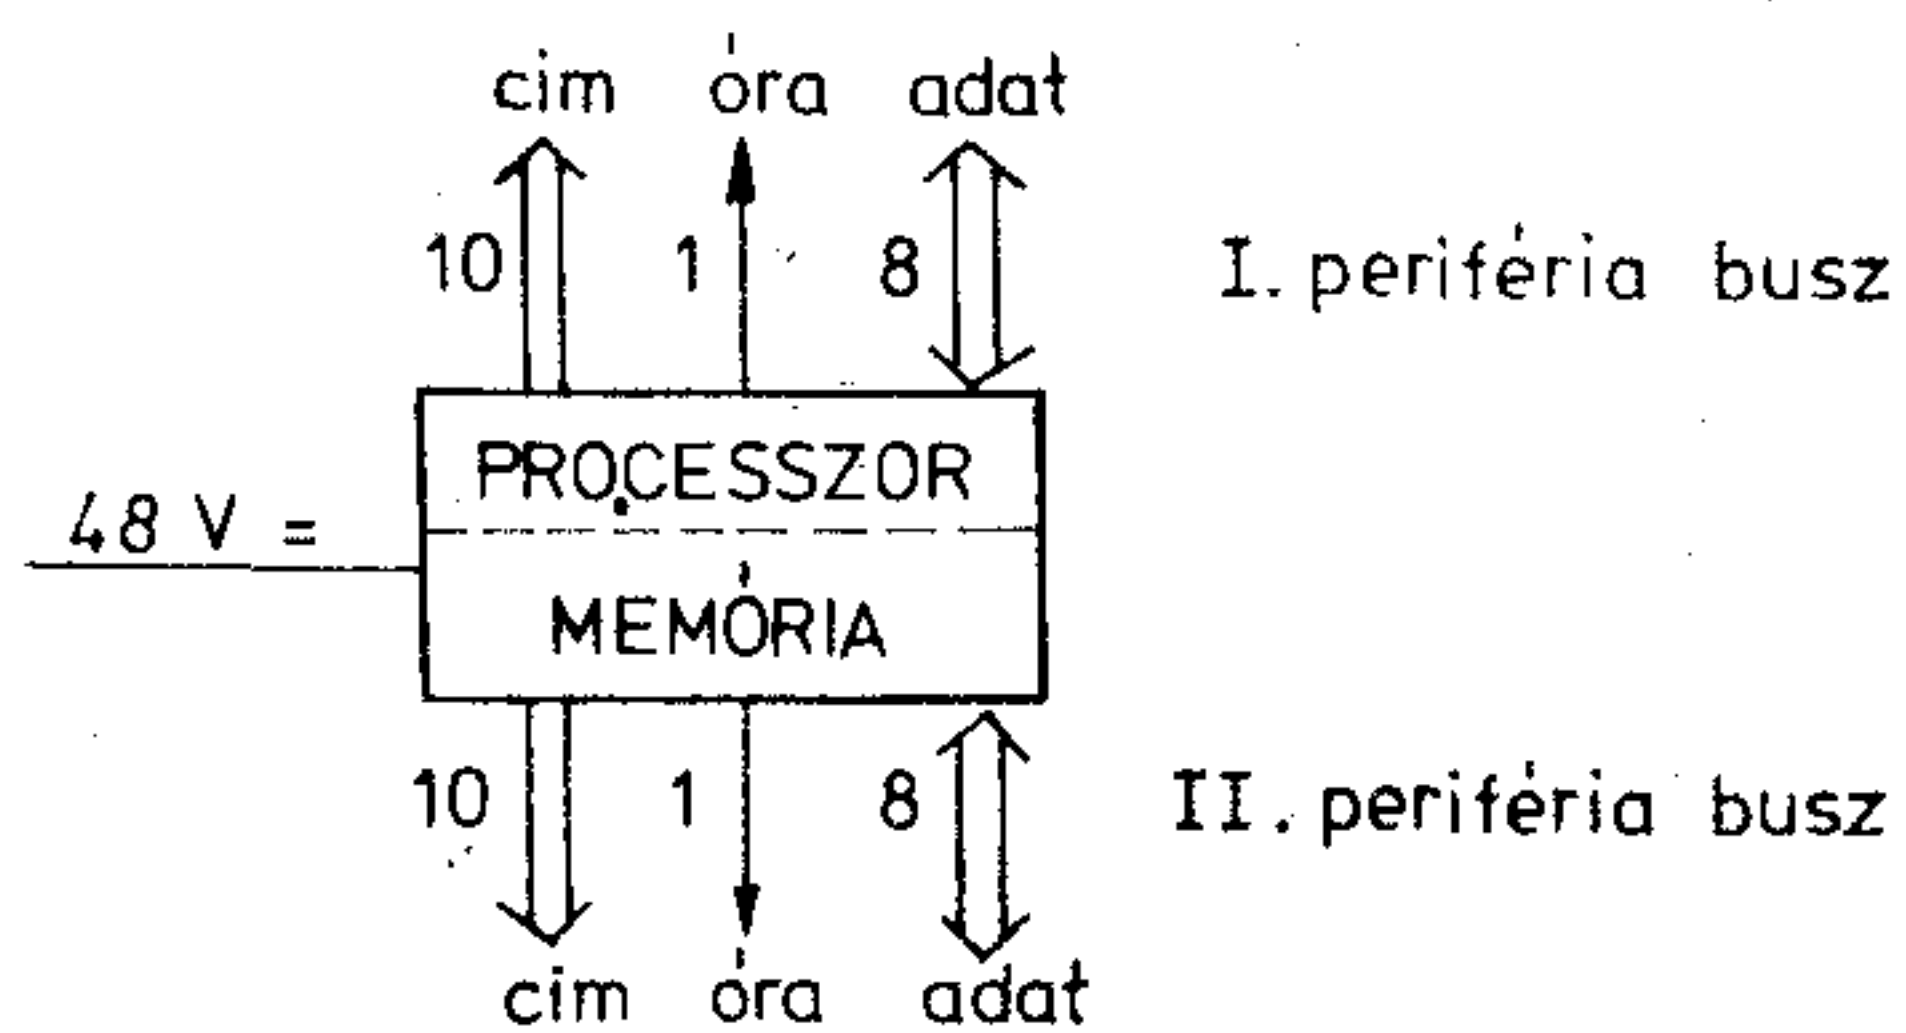 cim óra adat
10 1 8 I. periféria busz
PROCESSZOR
48 V =
MEMÓRIA
10 1 8 II. periféria busz
cim óra adat